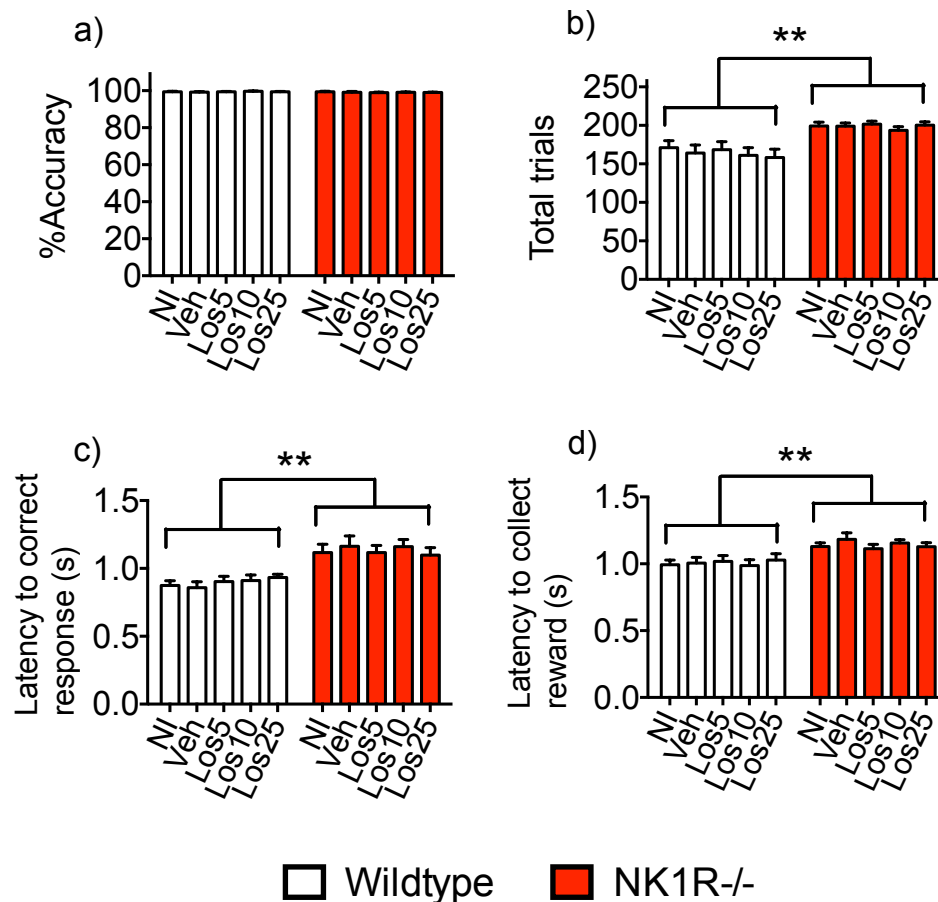 a)
%Accuracy
100
80
60
40
20
0
NI
Veh
Los5
Los10
Los25
NI
Veh
Los5
Los10
Los25
b)
**
Total trials
250
200
150
100
50
0
NI
Veh
Los5
Los10
Los25
NI
Veh
Los5
Los10
Los25
c)
**
Latency to correct
response (s)
1.5
1.0
0.5
0.0
NI
Veh
Los5
Los10
Los25
NI
Veh
Los5
Los10
Los25
d)
**
Latency to collect
reward (s)
1.5
1.0
0.5
0.0
NI
Veh
Los5
Los10
Los25
NI
Veh
Los5
Los10
Los25
Wildtype
NK1R-/-